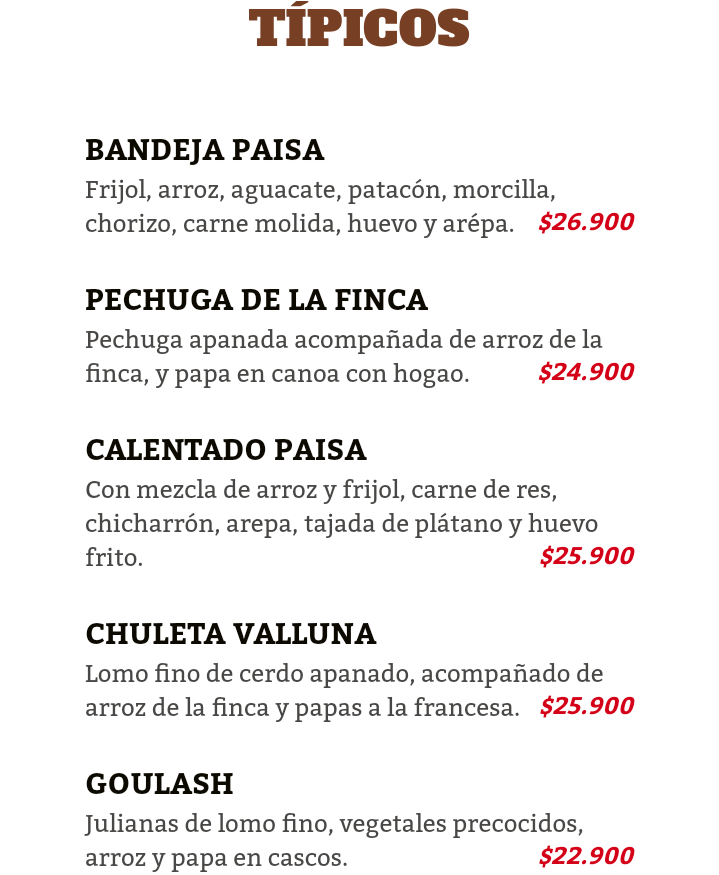 TÍPICOS
BANDEJA PAISA
Frijol, arroz, aguacate, patacón, morcilla,
chorizo, carne molida, huevo y arépa. $26.900
PECHUGA DE LA FINCA
Pechuga apanada acompañada de arroz de la
finca, y papa en canoa con hogao. $24.900
CALENTADO PAISA
Con mezcla de arroz y frijol, carne de res,
chicharrón, arepa, tajada de plátano y huevo
frito. $25.900
CHULETA VALLUNA
Lomo fino de cerdo apanado, acompañado de
arroz de la finca y papas a la francesa. $25.900
GOULASH
Julianas de lomo fino, vegetales precocidos,
arroz y papa en cascos. $22.900